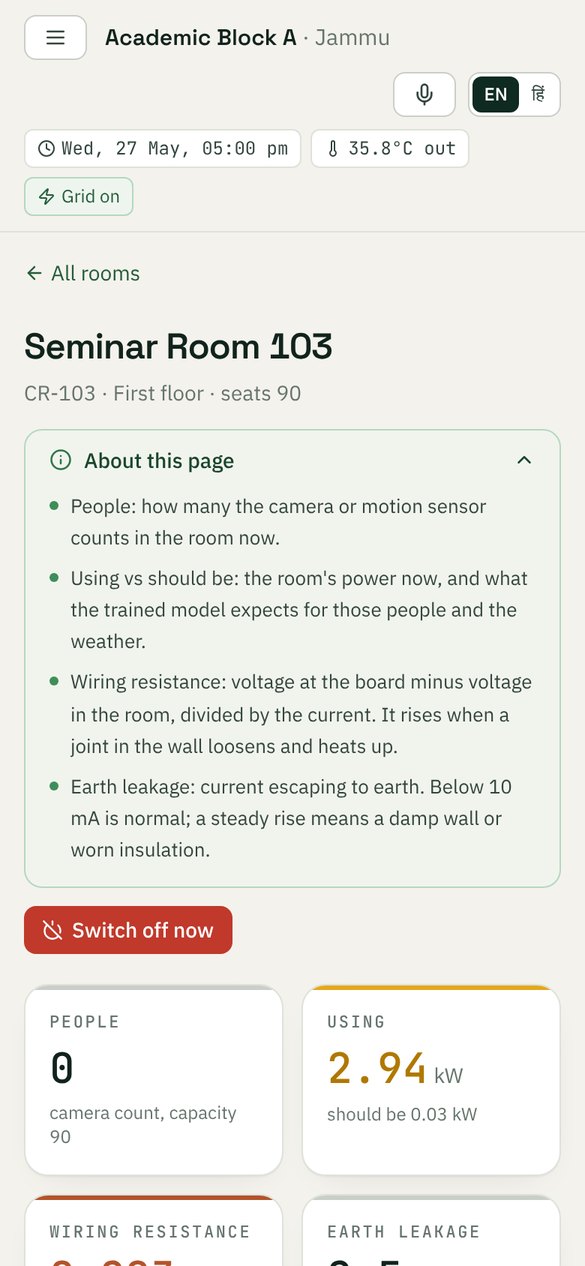 Academic Block A · Jammu
EN हिं
Wed, 27 May, 05:00 pm 35.8°C out
Grid on
← All rooms
Seminar Room 103
CR-103 · First floor · seats 90
About this page
People: how many the camera or motion sensor
counts in the room now.
Using vs should be: the room's power now, and what
the trained model expects for those people and the
weather.
Wiring resistance: voltage at the board minus voltage
in the room, divided by the current. It rises when a
joint in the wall loosens and heats up.
Earth leakage: current escaping to earth. Below 10
mA is normal; a steady rise means a damp wall or
worn insulation.
Switch off now
PEOPLE
0
camera count, capacity
90
USING
2.94 kW
should be 0.03 kW
WIRING RESISTANCE
EARTH LEAKAGE